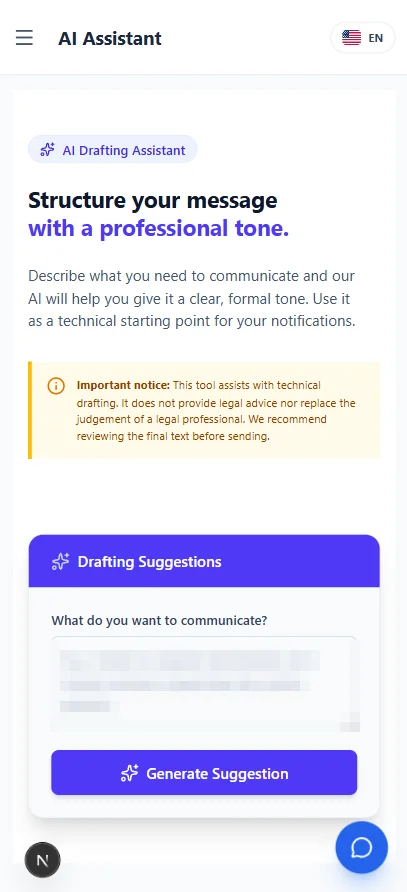 AI Assistant
EN
AI Drafting Assistant
Structure your message
with a professional tone.
Describe what you need to communicate and our
AI will help you give it a clear, formal tone. Use it
as a technical starting point for your notifications.
Important notice: This tool assists with technical
drafting. It does not provide legal advice nor replace the
judgement of a legal professional. We recommend
reviewing the final text before sending.
Drafting Suggestions
What do you want to communicate?
Generate Suggestion
N